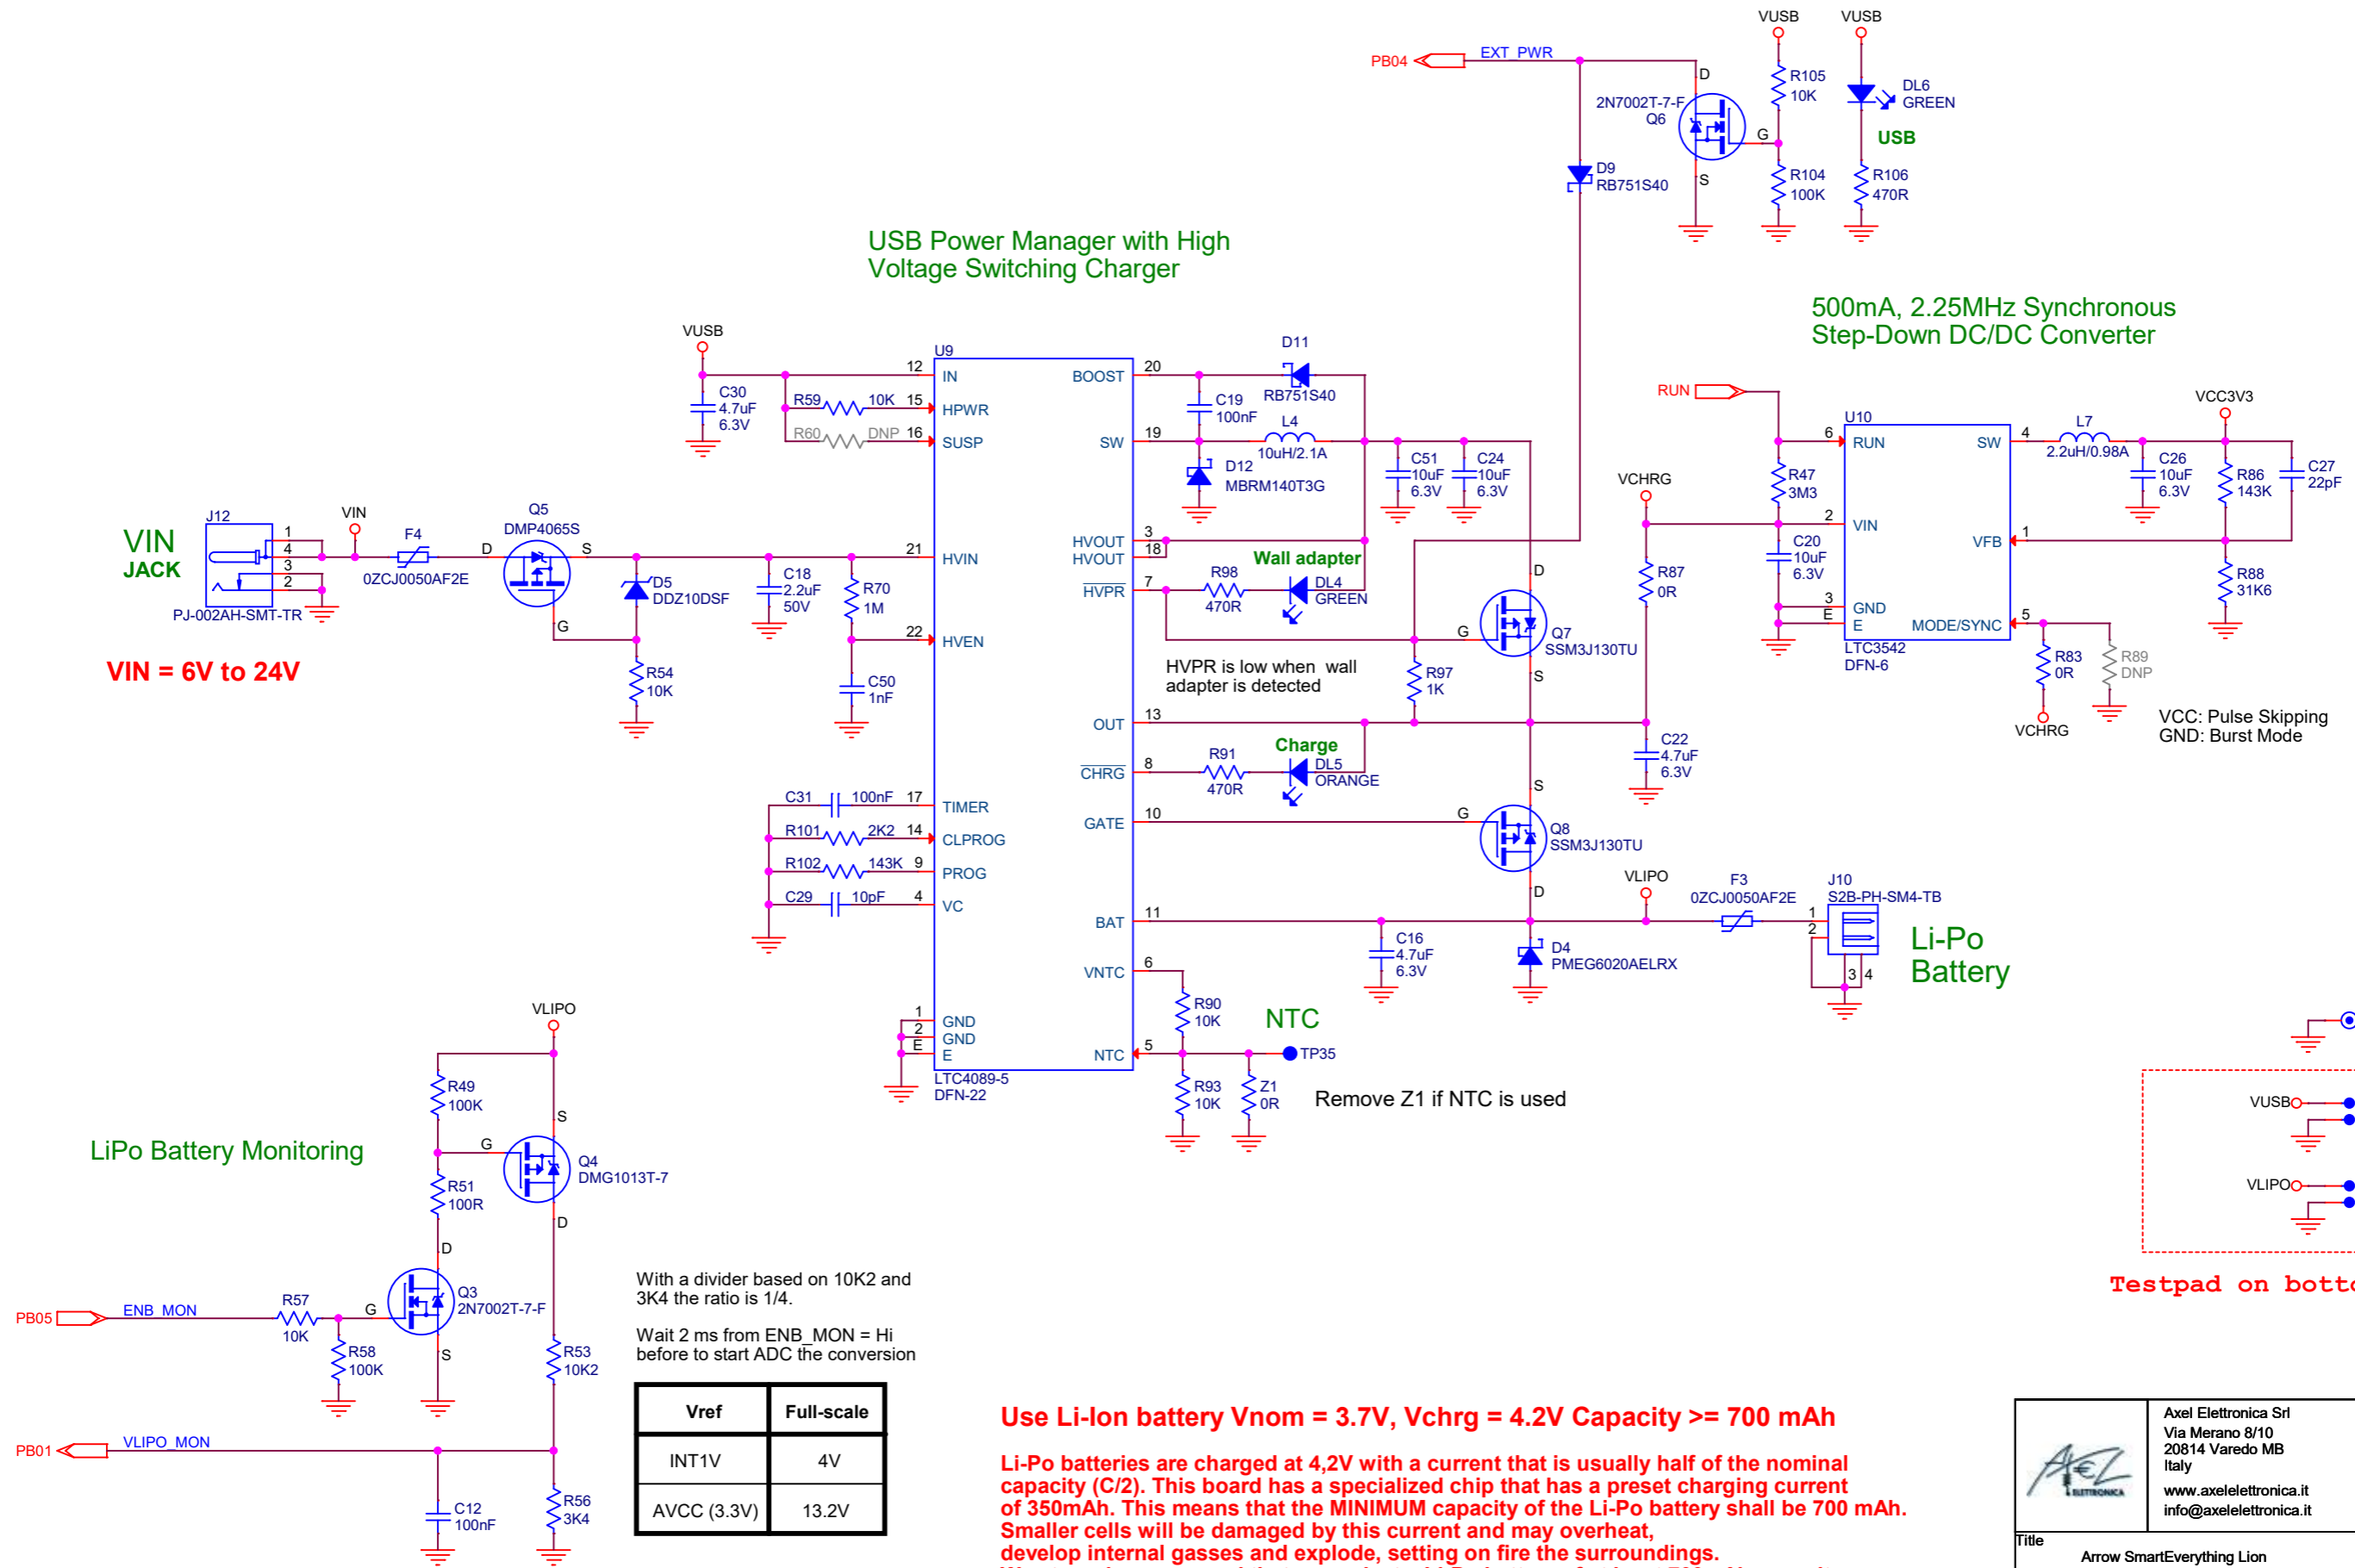 VUSB
VUSB
PB04
EXT_PWR
D
2N7002T-7-F
Q6
G
S
R105
10K
R104
100K
DL6
GREEN
USB
R106
470R
D9
RB751S40
USB Power Manager with High
Voltage Switching Charger
500mA, 2.25MHz Synchronous
Step-Down DC/DC Converter
VUSB
C30
4.7uF
6.3V
R59
10K
R60
DNP
U9
12
IN
15
HPWR
16
SUSP
21
HVIN
22
HVEN
17
TIMER
14
CLPROG
9
PROG
4
VC
1
GND
2
GND
E
E
LTC4089-5
DFN-22
BOOST
20
SW
19
HVOUT
3
HVOUT
18
HVPR
7
OUT
13
CHRG
8
GATE
10
BAT
11
VNTC
6
NTC
5
D11
RB751S40
C19
100nF
L4
10uH/2.1A
D12
MBRM140T3G
C51
10uF
6.3V
C24
10uF
6.3V
Wall adapter
R98
470R
DL4
GREEN
HVPR is low when wall
adapter is detected
R97
1K
D
G
Q7
SSM3J130TU
S
Charge
R91
470R
DL5
ORANGE
S
G
Q8
SSM3J130TU
D
VCHRG
R87
0R
C22
4.7uF
6.3V
RUN
R47
3M3
C20
10uF
6.3V
U10
6
RUN
2
VIN
3
GND
E
E
SW
4
VFB
1
MODE/SYNC
5
LTC3542
DFN-6
L7
2.2uH/0.98A
VCC3V3
C26
10uF
6.3V
R86
143K
C27
22pF
R88
31K6
R83
0R
R89
DNP
VCHRG
VCC: Pulse Skipping
GND: Burst Mode
VIN
JACK
J12
1
4
3
2
PJ-002AH-SMT-TR
VIN = 6V to 24V
VIN
F4
0ZCJ0050AF2E
Q5
DMP4065S
D
S
G
D5
DDZ10DSF
R54
10K
C18
2.2uF
50V
R70
1M
C50
1nF
C31
100nF
R101
2K2
R102
143K
C29
10pF
C16
4.7uF
6.3V
D4
PMEG6020AELRX
VLIPO
F3
0ZCJ0050AF2E
J10
S2B-PH-SM4-TB
1
2
3
4
Li-Po
Battery
R90
10K
NTC
TP35
R93
10K
Z1
0R
Remove Z1 if NTC is used
VUSB
VLIPO
Testpad on botto
LiPo Battery Monitoring
VLIPO
R49
100K
S
G
Q4
DMG1013T-7
D
R51
100R
D
G
Q3
2N7002T-7-F
S
PB05
ENB_MON
R57
10K
R58
100K
R53
10K2
PB01
VLIPO_MON
C12
100nF
R56
3K4
With a divider based on 10K2 and
3K4 the ratio is 1/4.
Wait 2 ms from ENB_MON = Hi
before to start ADC the conversion
Vref Full-scale
INT1V 4V
AVCC (3.3V) 13.2V
Use Li-Ion battery Vnom = 3.7V, Vchrg = 4.2V Capacity >= 700 mAh
Li-Po batteries are charged at 4,2V with a current that is usually half of the nominal
capacity (C/2). This board has a specialized chip that has a preset charging current
of 350mAh. This means that the MINIMUM capacity of the Li-Po battery shall be 700 mAh.
Smaller cells will be damaged by this current and may overheat,
develop internal gasses and explode, setting on fire the surroundings.
ELETTRONICA
Axel Elettronica Srl
Via Merano 8/10
20814 Varedo MB
Italy
www.axelelettronica.it
info@axelelettronica.it
Title
Arrow SmartEverything Lion